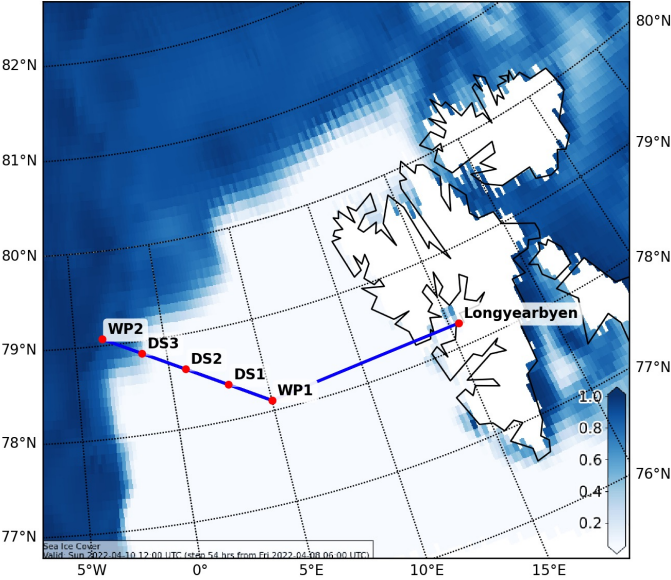 80°N
82°N
81°N
80°N
79°N
78°N
77°N
79°N
78°N
77°N
76°N
WP2
DS3
DS2
DS1
WP1
Longyearbyen
1.0
0.8
0.6
0.4
0.2
Sea Ice Cover
Valid: Sun 2022-04-10 12:00 UTC (step 54 hrs from Fri 2022-04-08 06:00 UTC)
5°W
0°
5°E
10°E
15°E